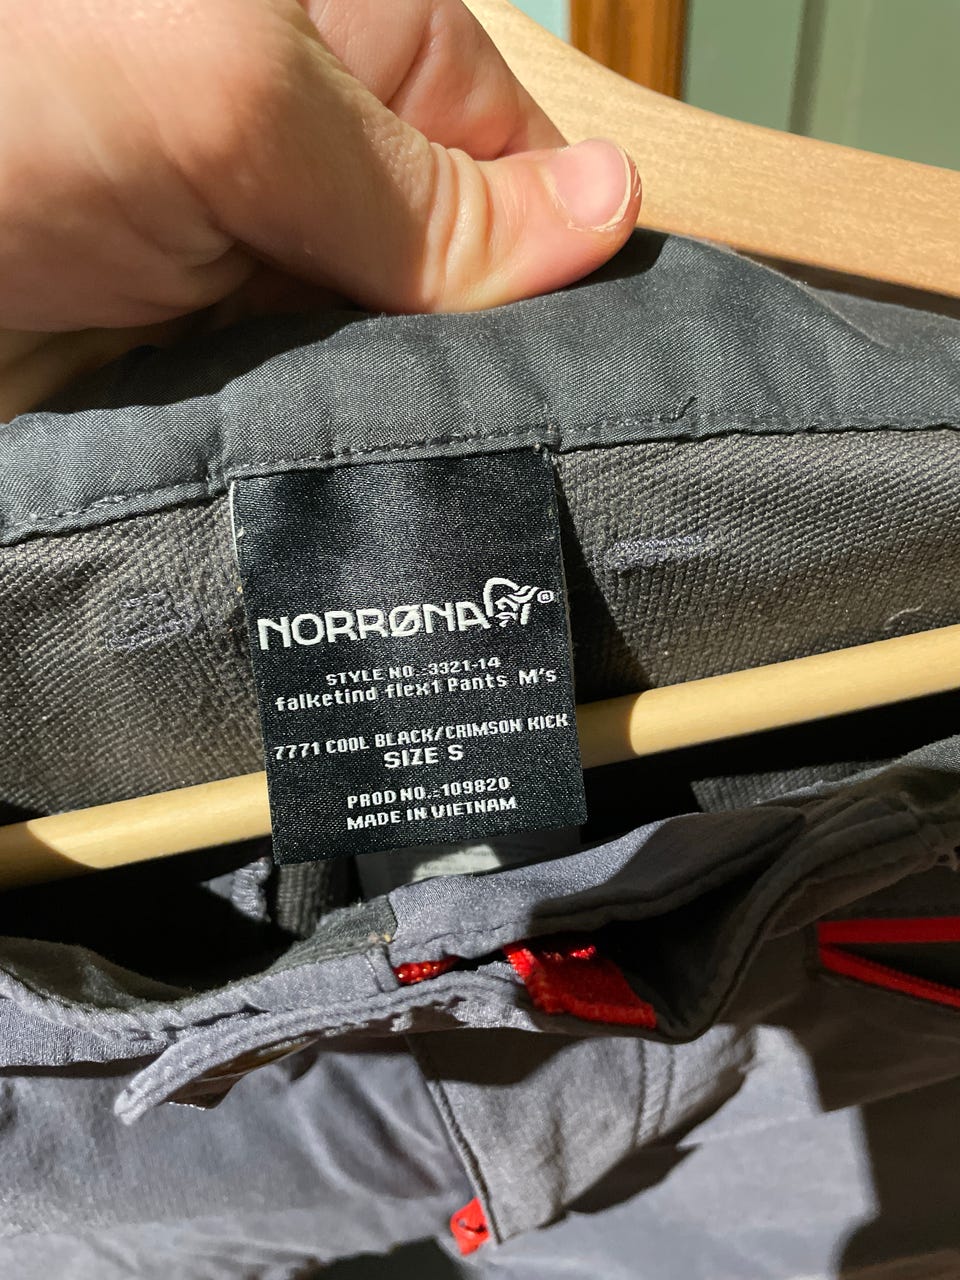 NORRØNA®
STYLE NO.-3321-14
falketind flex1 Pants M's
7771 COOL BLACK/CRIMSON KICK
SIZE S
PROD NO.:-109820
MADE IN VIETNAM